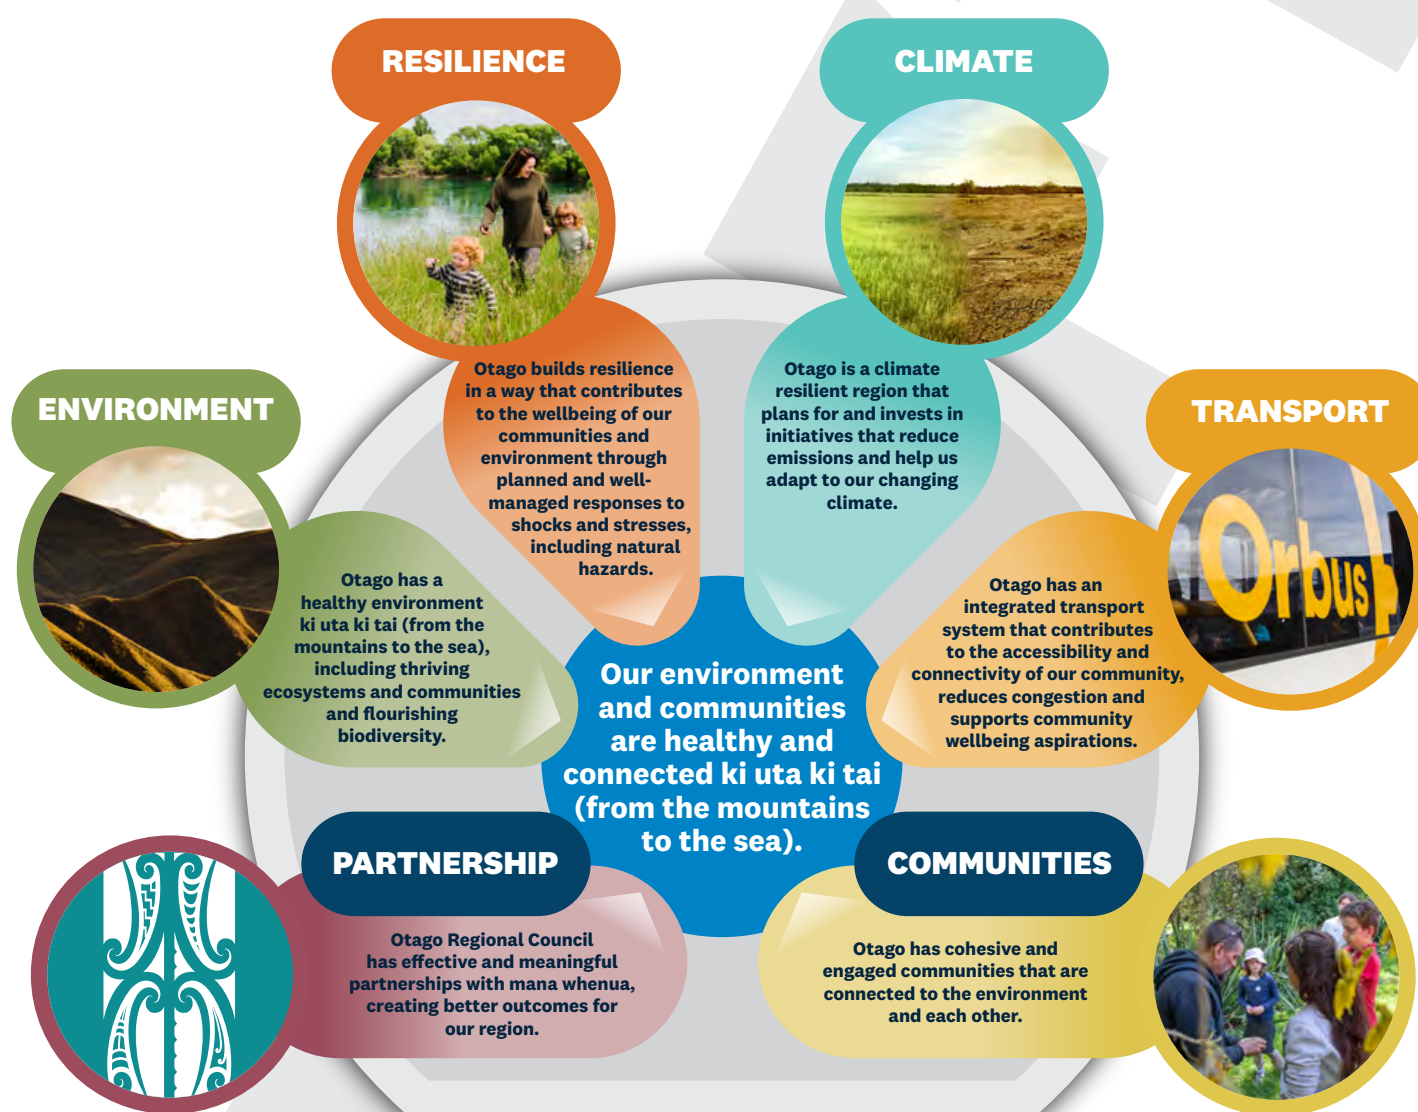 RESILIENCE
Otago builds resilience
in a way that contributes
to the wellbeing of our
communities and
environment through
planned and well-
managed responses to
shocks and stresses,
including natural
hazards.
CLIMATE
Otago is a climate
resilient region that
plans for and invests in
initiatives that reduce
emissions and help us
adapt to our changing
climate.
ENVIRONMENT
Otago has a
healthy environment
ki uta ki tai (from the
mountains to the sea),
including thriving
ecosystems and communities
and flourishing
biodiversity.
TRANSPORT
Orbus
Otago has an
integrated transport
system that contributes
to the accessibility and
connectivity of our community,
reduces congestion and
supports community
wellbeing aspirations.
Our environment
and communities
are healthy and
connected ki uta ki tai
(from the mountains
to the sea).
PARTNERSHIP
Otago Regional Council
has effective and meaningful
partnerships with mana whenua,
creating better outcomes for
our region.
COMMUNITIES
Otago has cohesive and
engaged communities that are
connected to the environment
and each other.